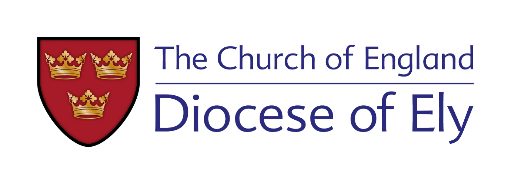 The Church of England
Diocese of Ely